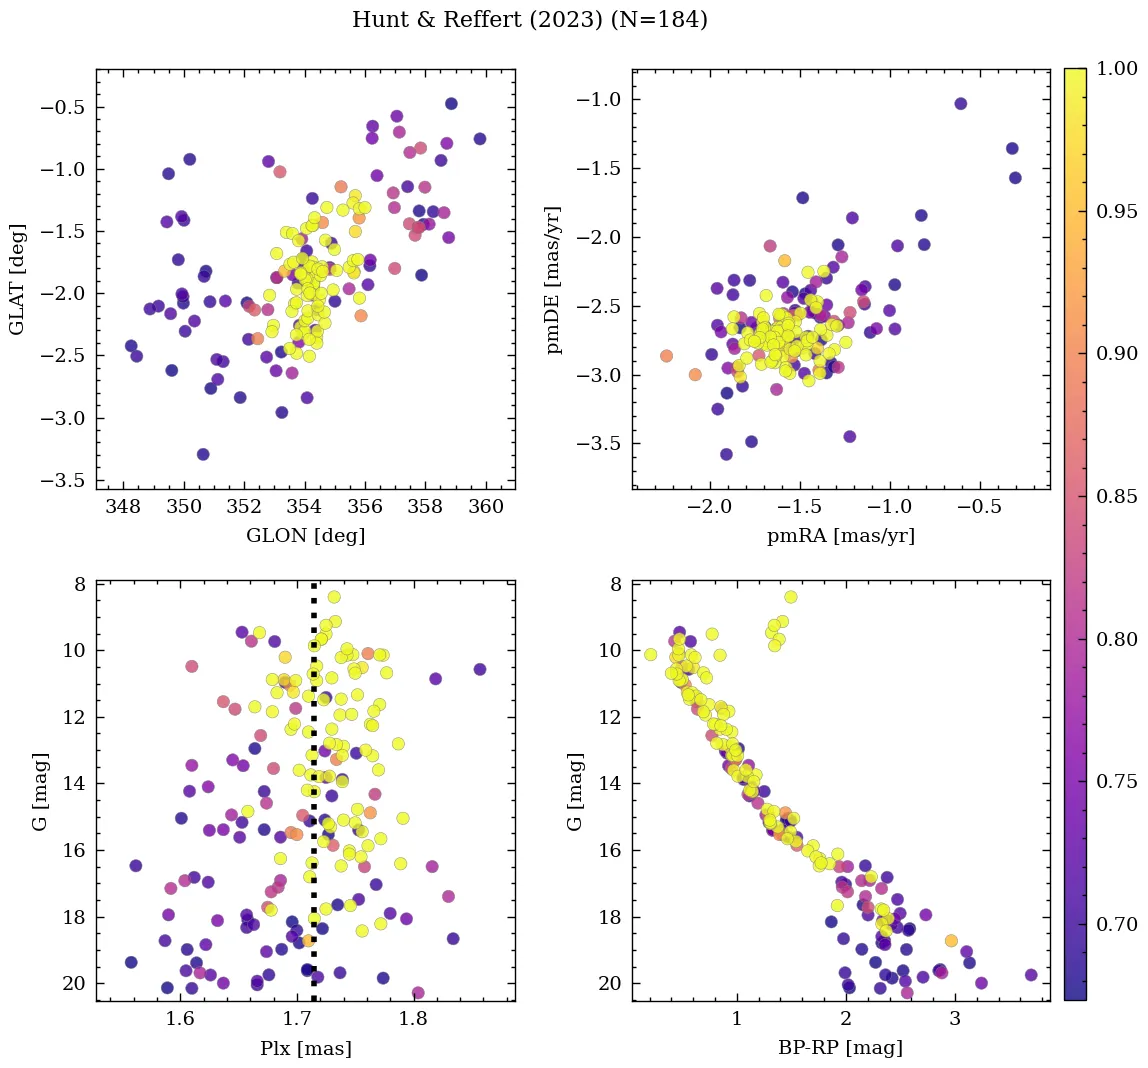 Hunt & Reffert (2023) (N=184)
−0.5
−1.0
−1.5
−2.0
−2.5
−3.0
−3.5
GLAT [deg]
348 350 352 354 356 358 360
GLON [deg]
−1.0
−1.5
−2.0
−2.5
−3.0
−3.5
pmDE [mas/yr]
−2.0 −1.5 −1.0 −0.5
pmRA [mas/yr]
8
10
12
14
16
18
20
G [mag]
1.6 1.7 1.8
Plx [mas]
8
10
12
14
16
18
20
G [mag]
1 2 3
BP-RP [mag]
1.00
0.95
0.90
0.85
0.80
0.75
0.70